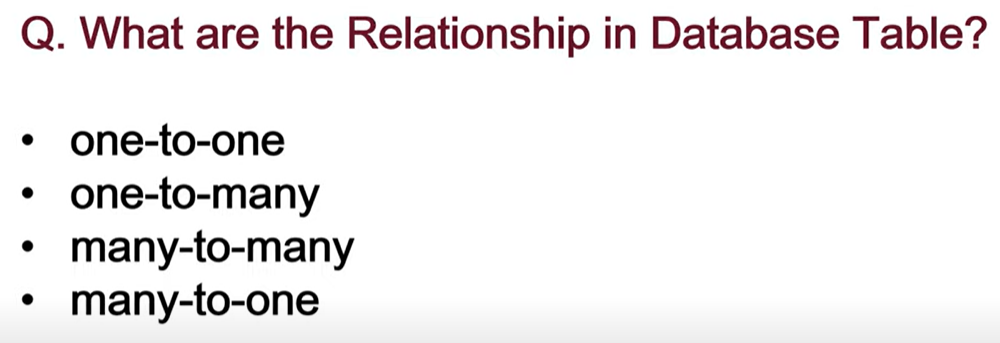 Q. What are the Relationship in Database Table?
• one-to-one
• one-to-many
• many-to-many
• many-to-one